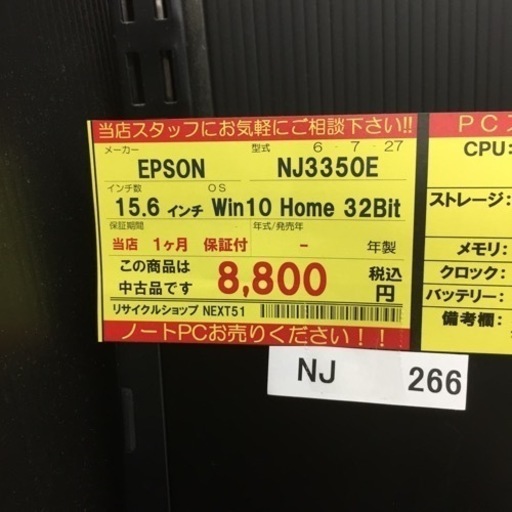 当店スタッフにお気軽にご相談下さい!!
メーカー 型式 6-7-27
EPSON NJ3350E
インチ数 OS
15.6 インチ Win10 Home 32Bit
保証期間 年式/発売年
当店 1ヶ月 保証付 - 年製
この商品は
中古品です 8,800 税込
円
リサイクルショップ NEXT51
ノートPCお売りください!!
NJ 266
PCス
CPU:
ストレージ:
メモリ:
クロック:
バッテリー:
備考欄: